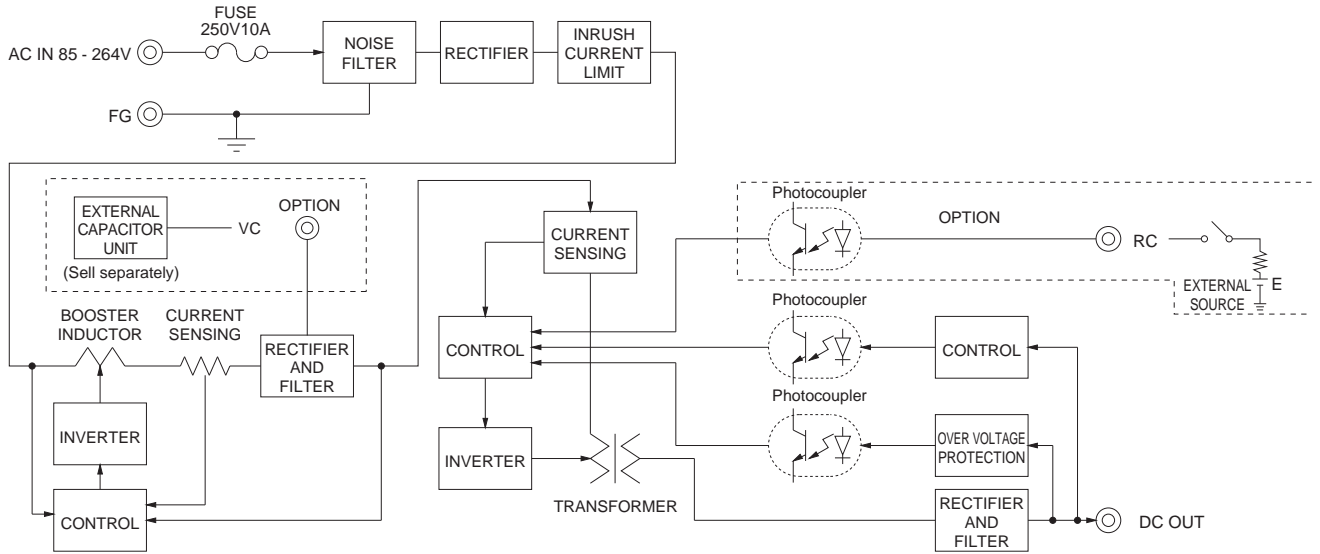 FUSE
250V10A
AC IN 85 - 264V
NOISE
FILTER
RECTIFIER
INRUSH
CURRENT
LIMIT
FG
EXTERNAL
CAPACITOR
UNIT
(Sell separately)
VC
OPTION
CURRENT
SENSING
Photocoupler
OPTION
RC
EXTERNAL
SOURCE
E
BOOSTER
INDUCTOR
CURRENT
SENSING
RECTIFIER
AND
FILTER
CONTROL
Photocoupler
CONTROL
Photocoupler
INVERTER
INVERTER
OVER VOLTAGE
PROTECTION
TRANSFORMER
CONTROL
RECTIFIER
AND
FILTER
DC OUT